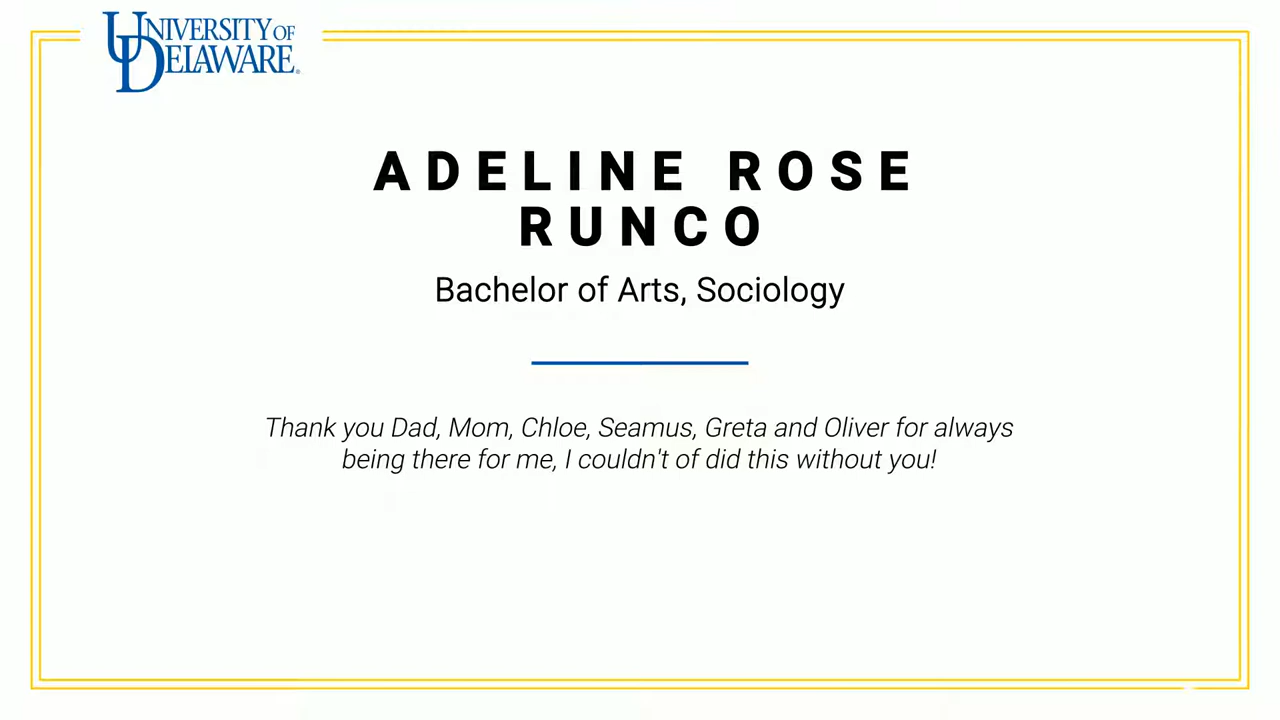 UNIVERSITY OF
DELAWARE
ADELINE ROSE
RUNCO
Bachelor of Arts, Sociology
Thank you Dad, Mom, Chloe, Seamus, Greta and Oliver for always
being there for me, I couldn't of did this without you!